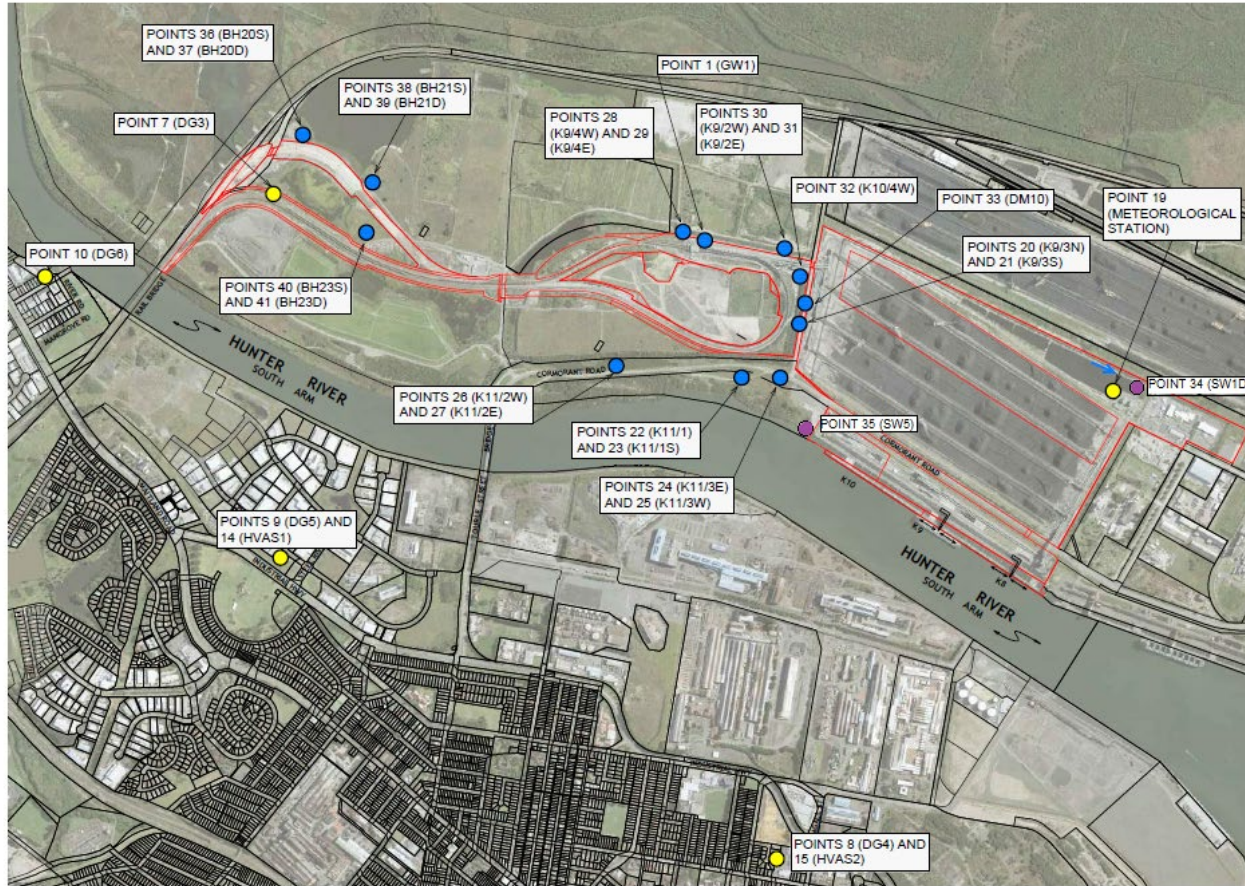 POINTS 36 (BH20S)
AND 37 (BH20D)
POINTS 38 (BH21S)
AND 39 (BH21D)
POINT 7 (DG3)
POINT 1 (GW1)
POINTS 28
(K9/4W) AND 29
(K9/4E)
POINTS 30
(K9/2W) AND 31
(K9/2E)
POINT 32 (K10/4W)
POINT 33 (DM10)
POINT 19
(METEOROLOGICAL
STATION)
POINTS 20 (K9/3N)
AND 21 (K9/3S)
POINT 10 (DG6)
POINTS 40 (BH23S)
AND 41 (BH23D)
RAIL BRIDGE
MANGROVE RD
HUNTER RIVER
SOUTH ARM
CORMORANT ROAD
POINTS 26 (K11/2W)
AND 27 (K11/2E)
POINTS 22 (K11/1)
AND 23 (K11/1S)
POINTS 24 (K11/3E)
AND 25 (K11/3W)
POINT 34 (SW1D
POINT 35 (SW5)
CORMORANT ROAD
K10
K9
K8
HUNTER RIVER
SOUTH ARM
POINTS 9 (DG5) AND
14 (HVAS1)
POINTS 8 (DG4) AND
15 (HVAS2)